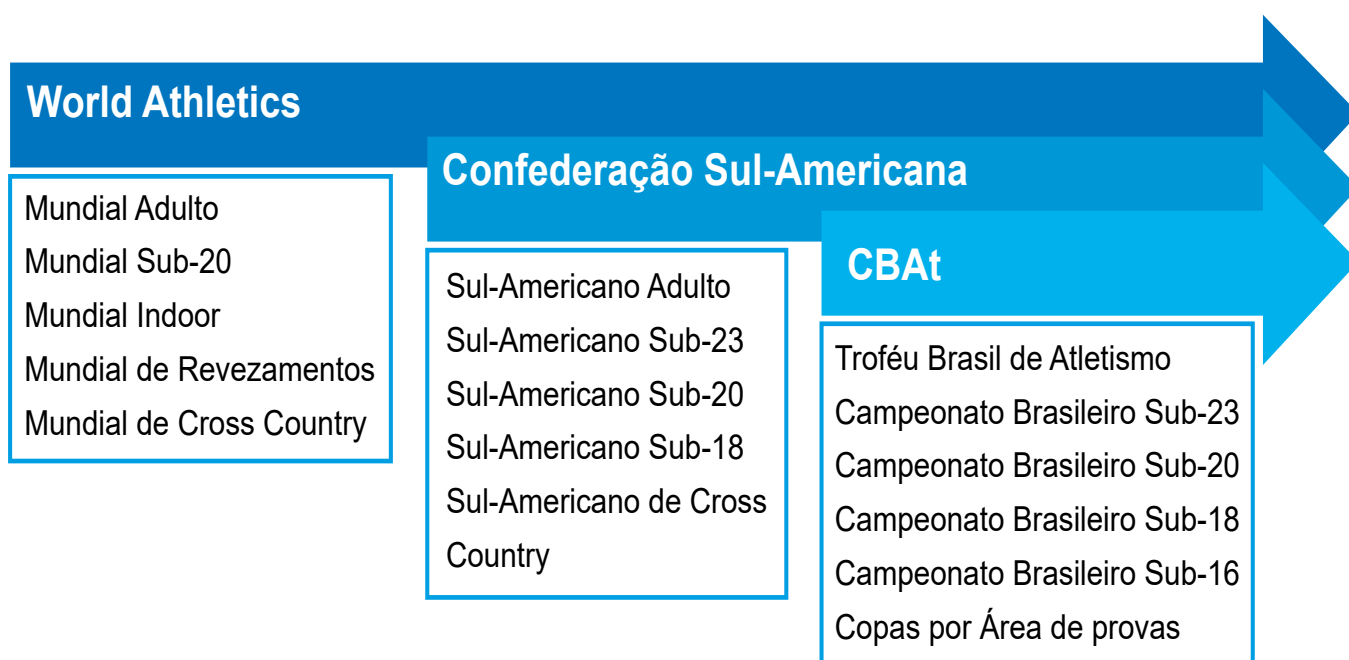 World Athletics
Mundial Adulto
Mundial Sub-20
Mundial Indoor
Mundial de Revezamentos
Mundial de Cross Country
Confederação Sul-Americana
Sul-Americano Adulto
Sul-Americano Sub-23
Sul-Americano Sub-20
Sul-Americano Sub-18
Sul-Americano de Cross
Country
CBAt
Troféu Brasil de Atletismo
Campeonato Brasileiro Sub-23
Campeonato Brasileiro Sub-20
Campeonato Brasileiro Sub-18
Campeonato Brasileiro Sub-16
Copas por Área de provas